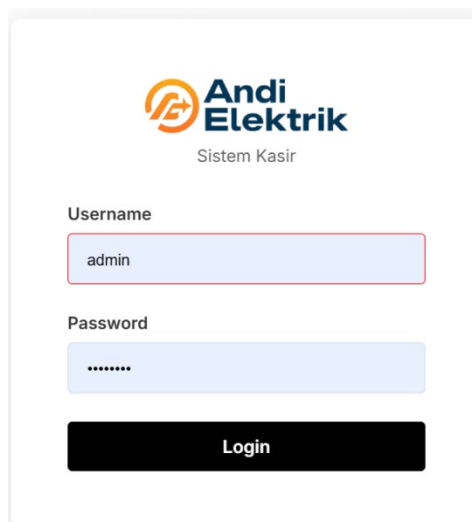 Andi
Elektrik
Sistem Kasir
Username
admin
Password
••••••••
Login